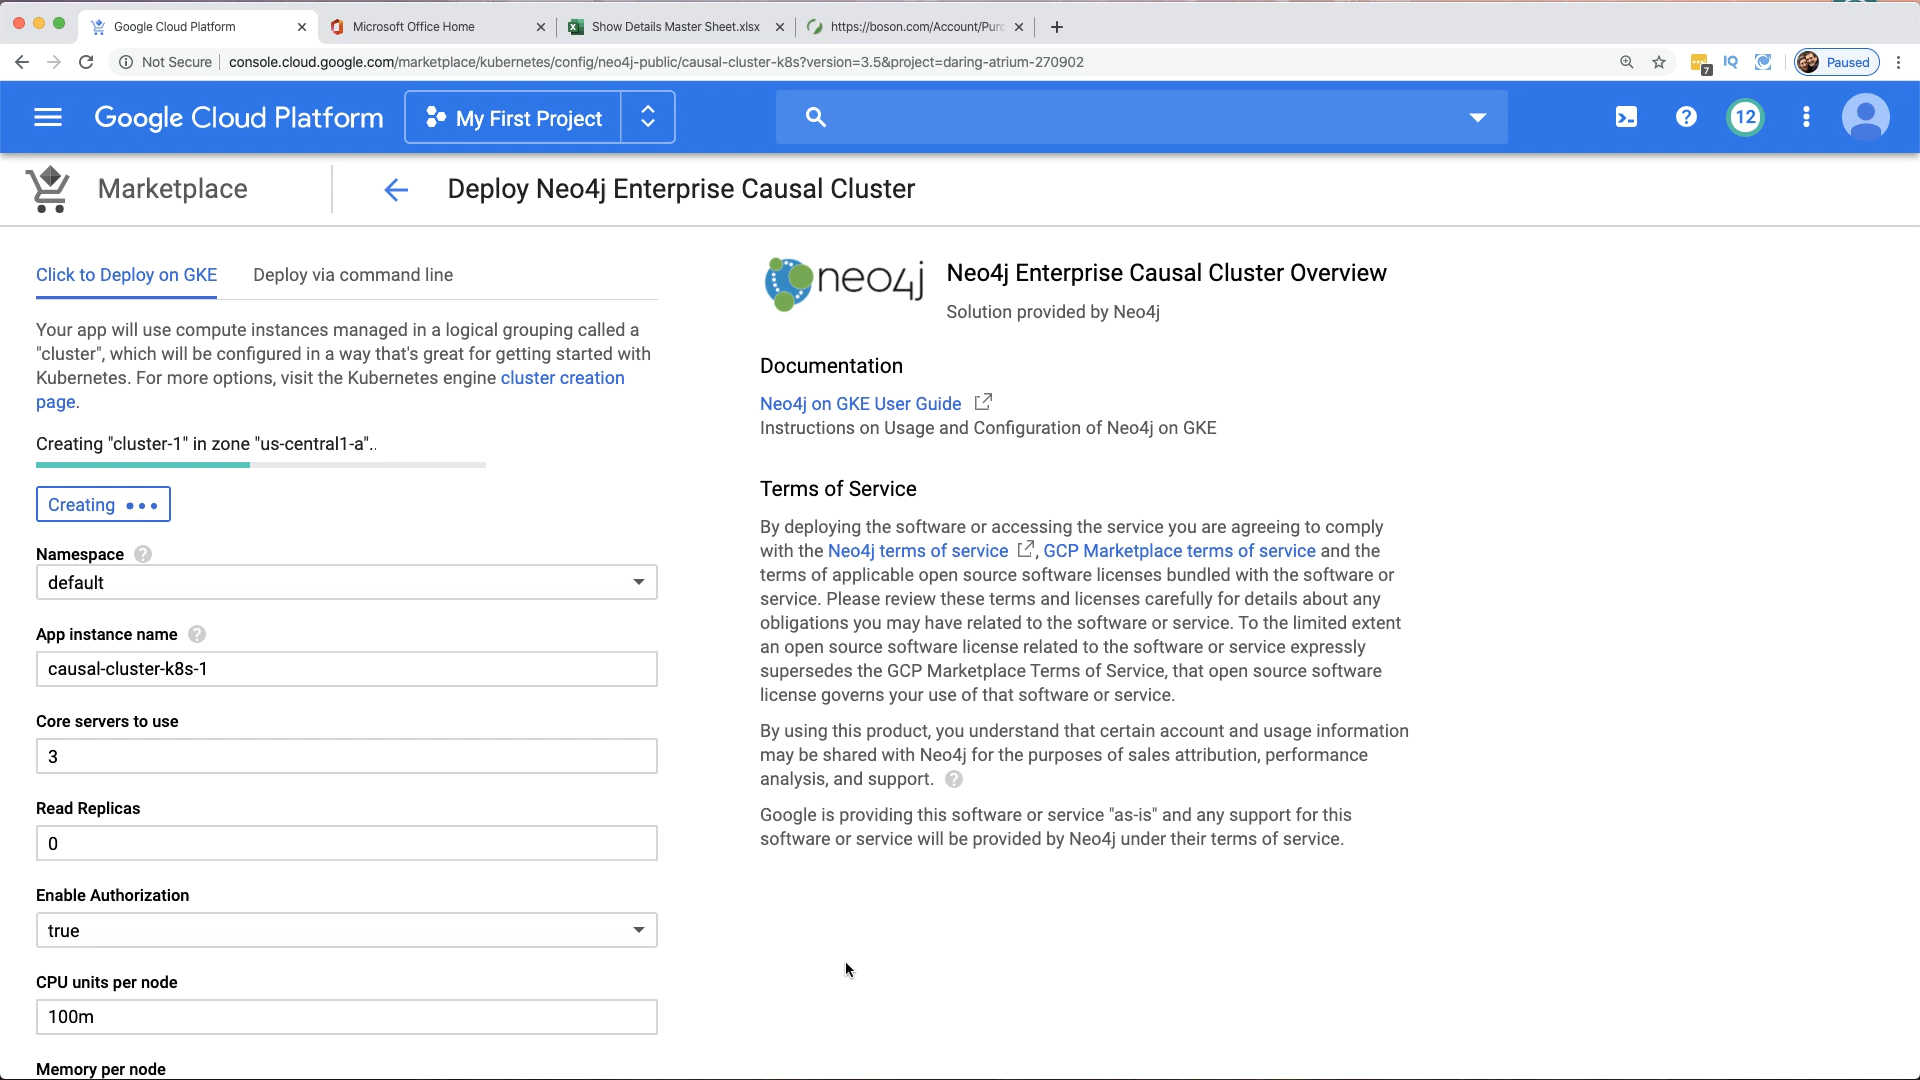 Google Cloud Platform
Microsoft Office Home
Show Details Master Sheet.xlsx
https://boson.com/Account/Purc
Not Secure
console.cloud.google.com/marketplace/kubernetes/config/neo4j-public/causal-cluster-k8s?version=3.5&project=daring-atrium-270902
7
IQ
Paused
Google Cloud Platform
My First Project
12
Marketplace
Deploy Neo4j Enterprise Causal Cluster
Click to Deploy on GKE
Deploy via command line
Your app will use compute instances managed in a logical grouping called a
"cluster", which will be configured in a way that's great for getting started with
Kubernetes. For more options, visit the Kubernetes engine cluster creation
page.
Creating "cluster-1" in zone "us-central1-a"..
Creating •••
Namespace
default
App instance name
causal-cluster-k8s-1
Core servers to use
3
Read Replicas
0
Enable Authorization
true
CPU units per node
100m
Memory per node
neo4j
Neo4j Enterprise Causal Cluster Overview
Solution provided by Neo4j
Documentation
Neo4j on GKE User Guide
Instructions on Usage and Configuration of Neo4j on GKE
Terms of Service
By deploying the software or accessing the service you are agreeing to comply
with the Neo4j terms of service , GCP Marketplace terms of service and the
terms of applicable open source software licenses bundled with the software or
service. Please review these terms and licenses carefully for details about any
obligations you may have related to the software or service. To the limited extent
an open source software license related to the software or service expressly
supersedes the GCP Marketplace Terms of Service, that open source software
license governs your use of that software or service.
By using this product, you understand that certain account and usage information
may be shared with Neo4j for the purposes of sales attribution, performance
analysis, and support.
Google is providing this software or service "as-is" and any support for this
software or service will be provided by Neo4j under their terms of service.